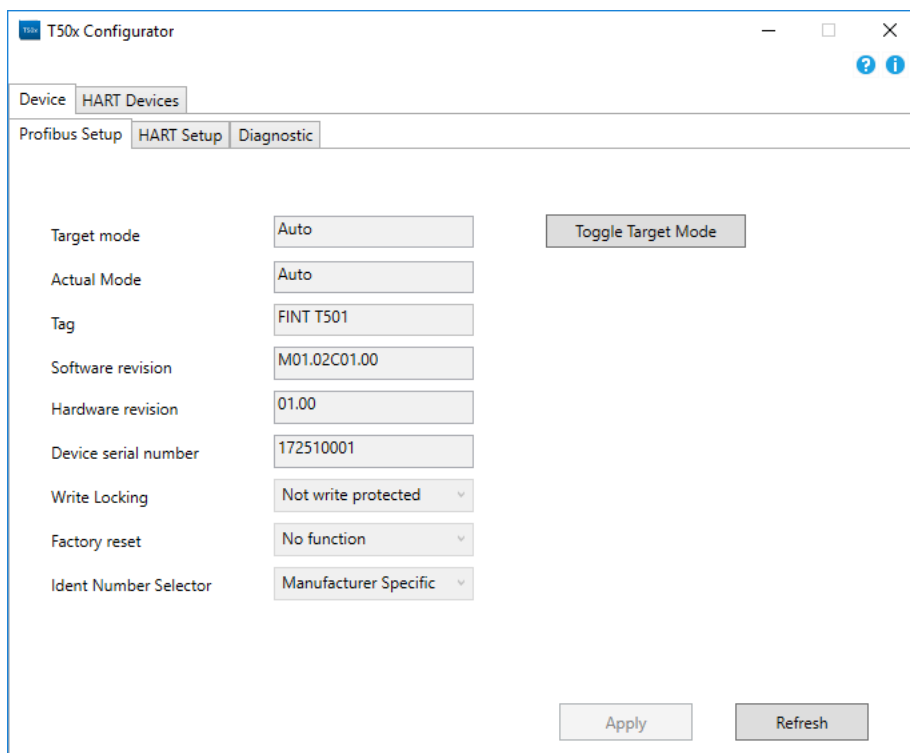 T50x Configurator
Device HART Devices
Profibus Setup HART Setup Diagnostic
Target mode Auto Toggle Target Mode
Actual Mode Auto
Tag FINT T501
Software revision M01.02C01.00
Hardware revision 01.00
Device serial number 172510001
Write Locking Not write protected
Factory reset No function
Ident Number Selector Manufacturer Specific
Apply Refresh